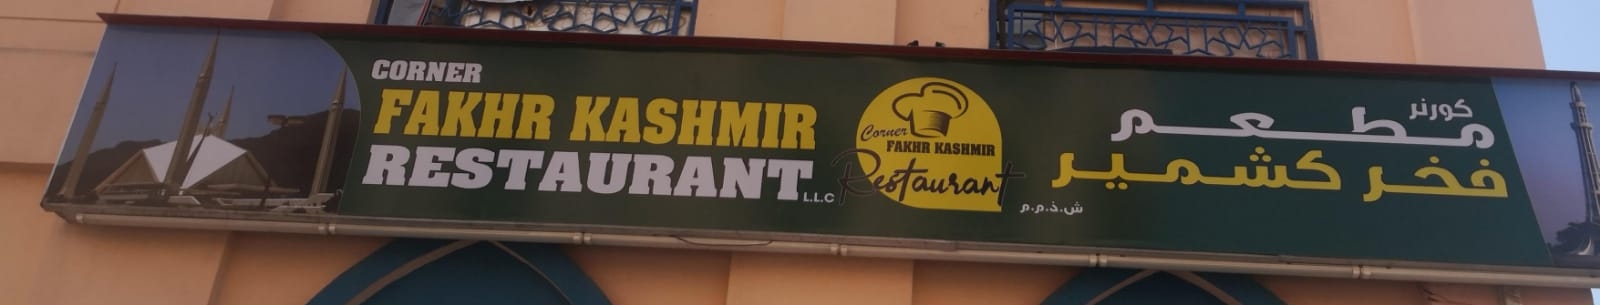 CORNER
FAKHR KASHMIR
RESTAURANT L.L.C
Corner
FAKHR KASHMIR
Restaurant
كورنر
مطعم
فخر كشمير
ش.ذ.م.م